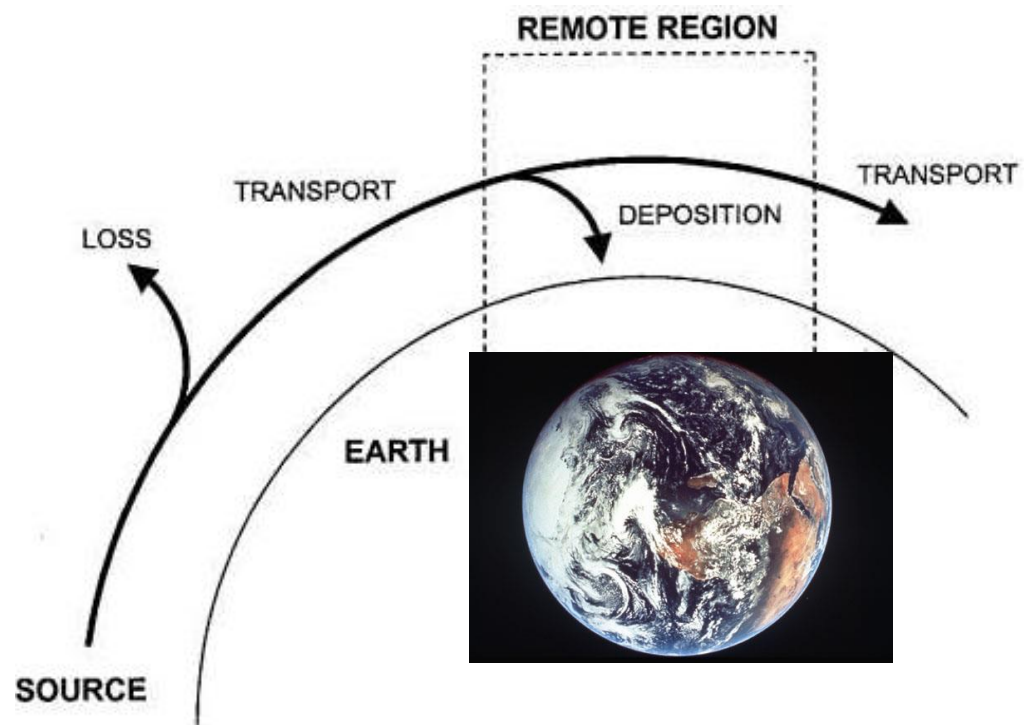 REMOTE REGION
TRANSPORT
TRANSPORT
DEPOSITION
LOSS
EARTH
SOURCE